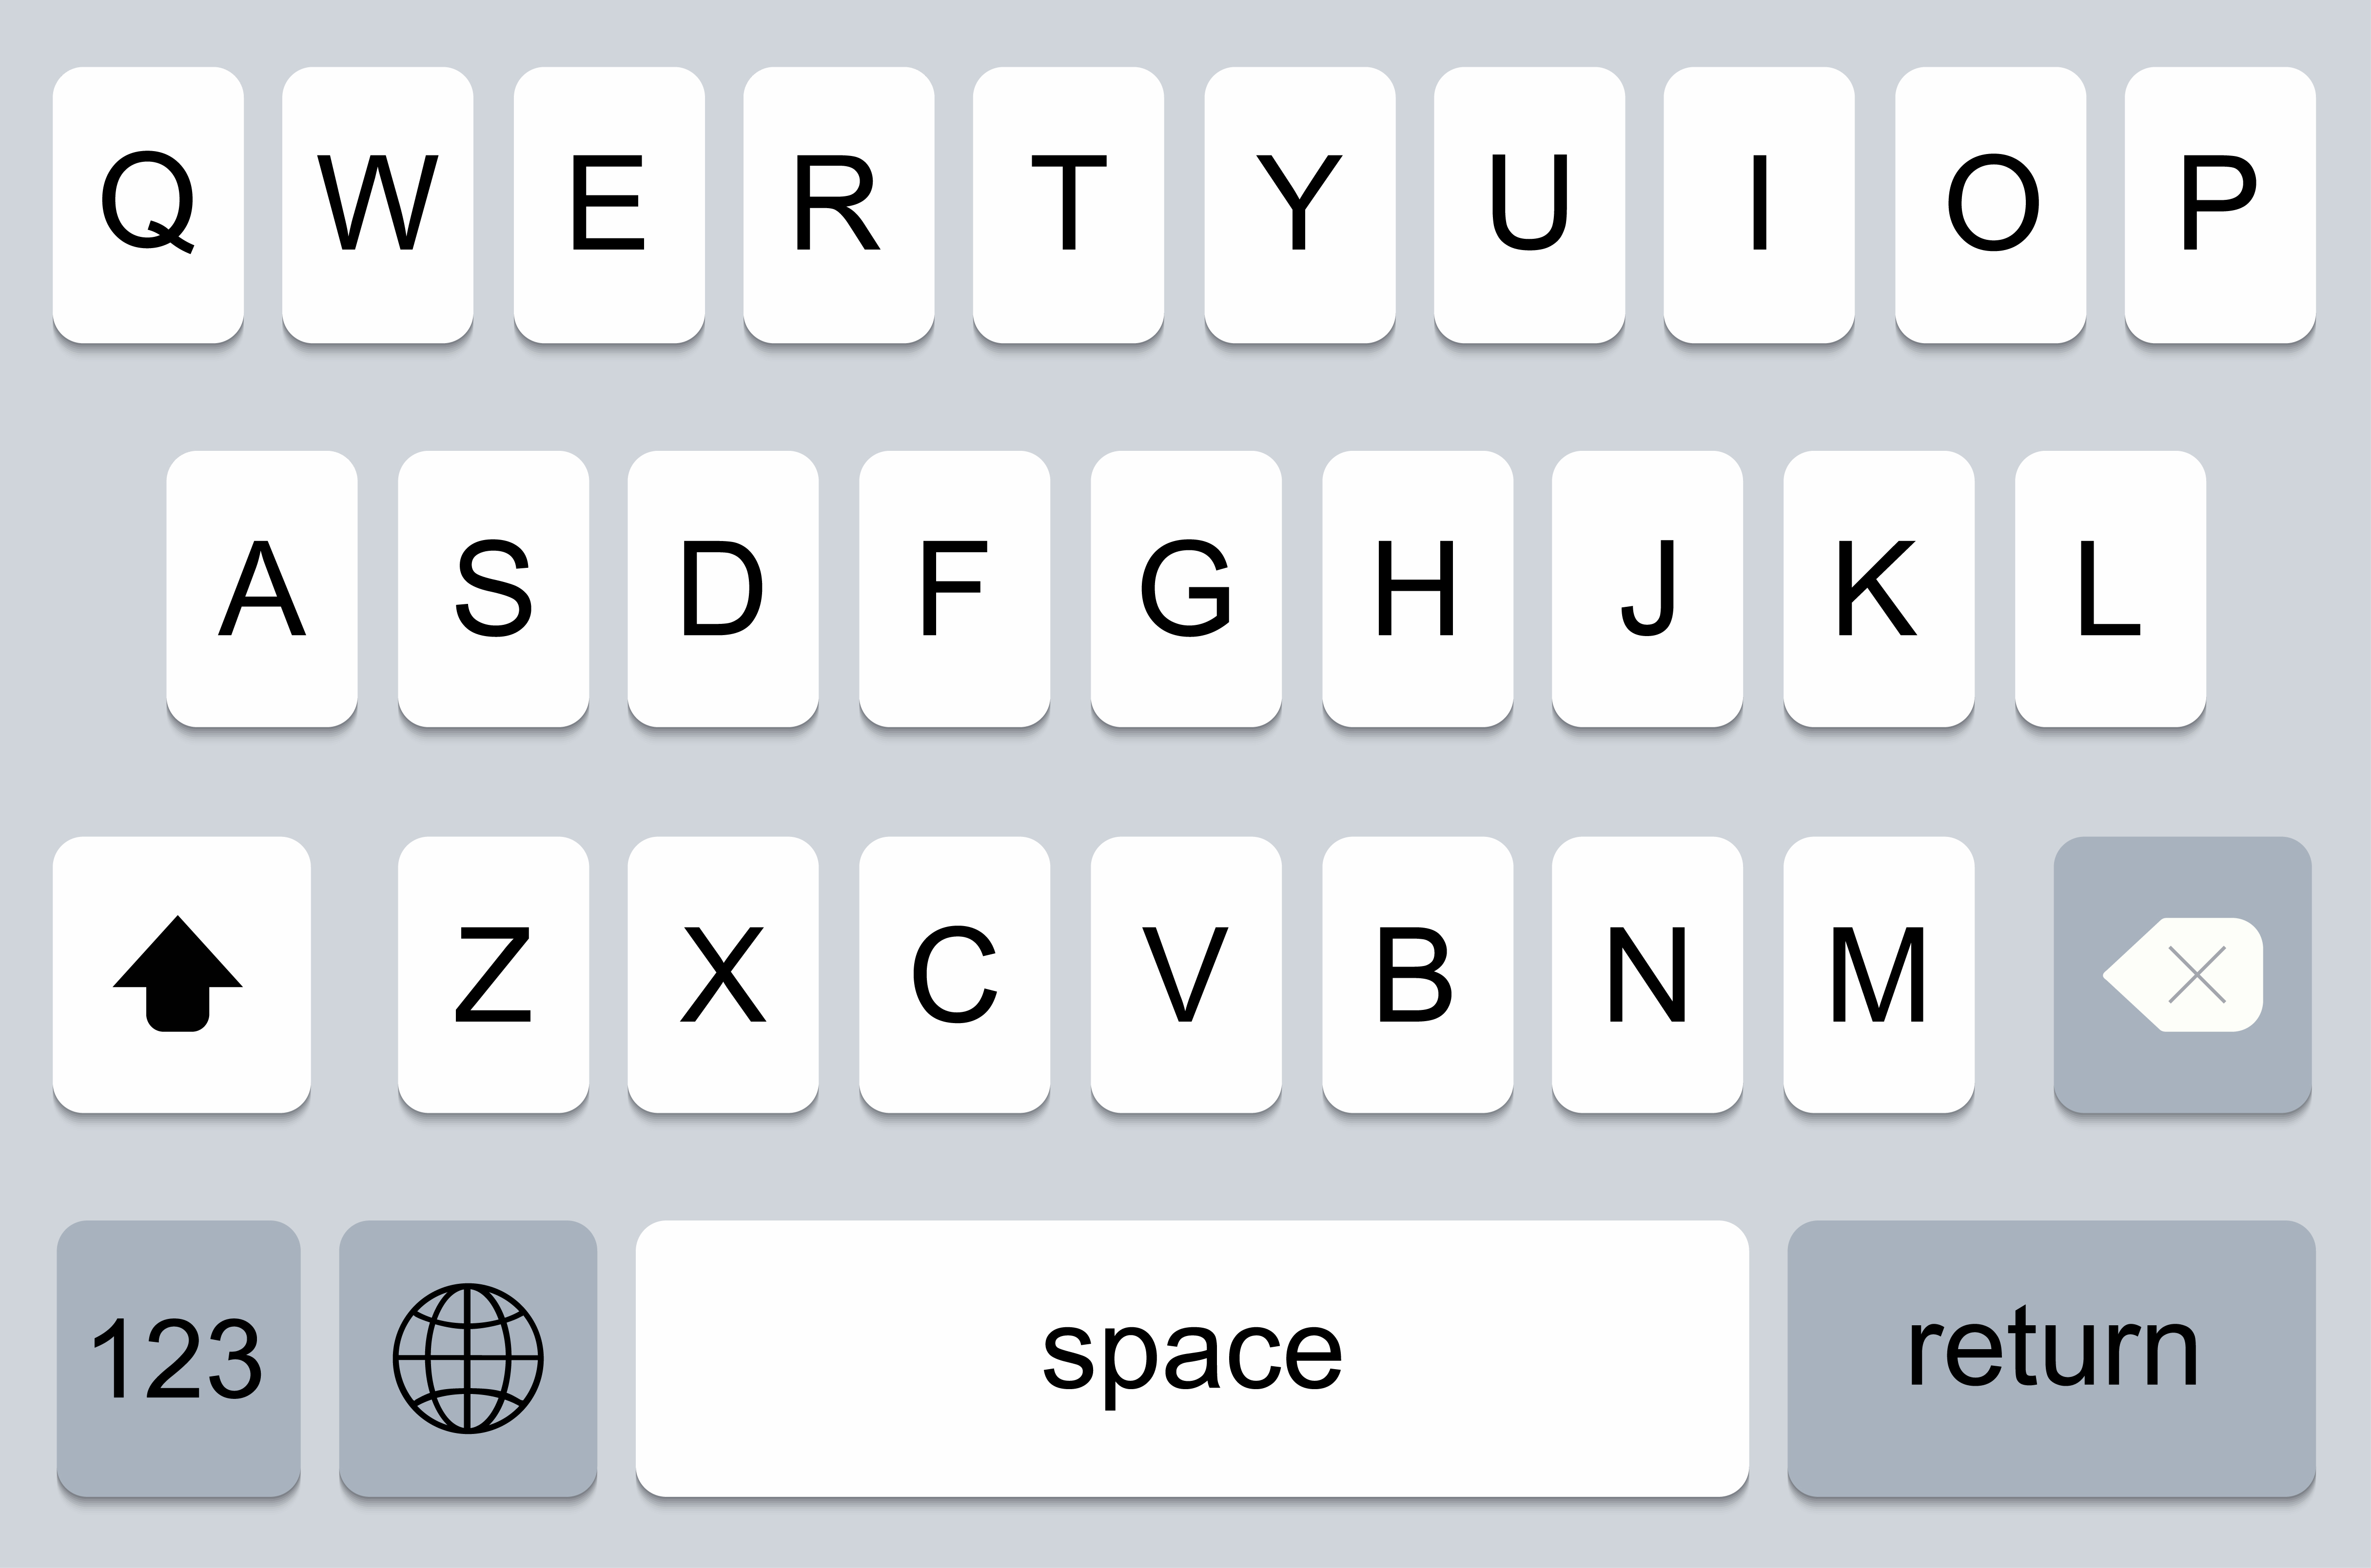 Q W E R T Y U I O P
A S D F G H J K L
Z X C V B N M
123 space return